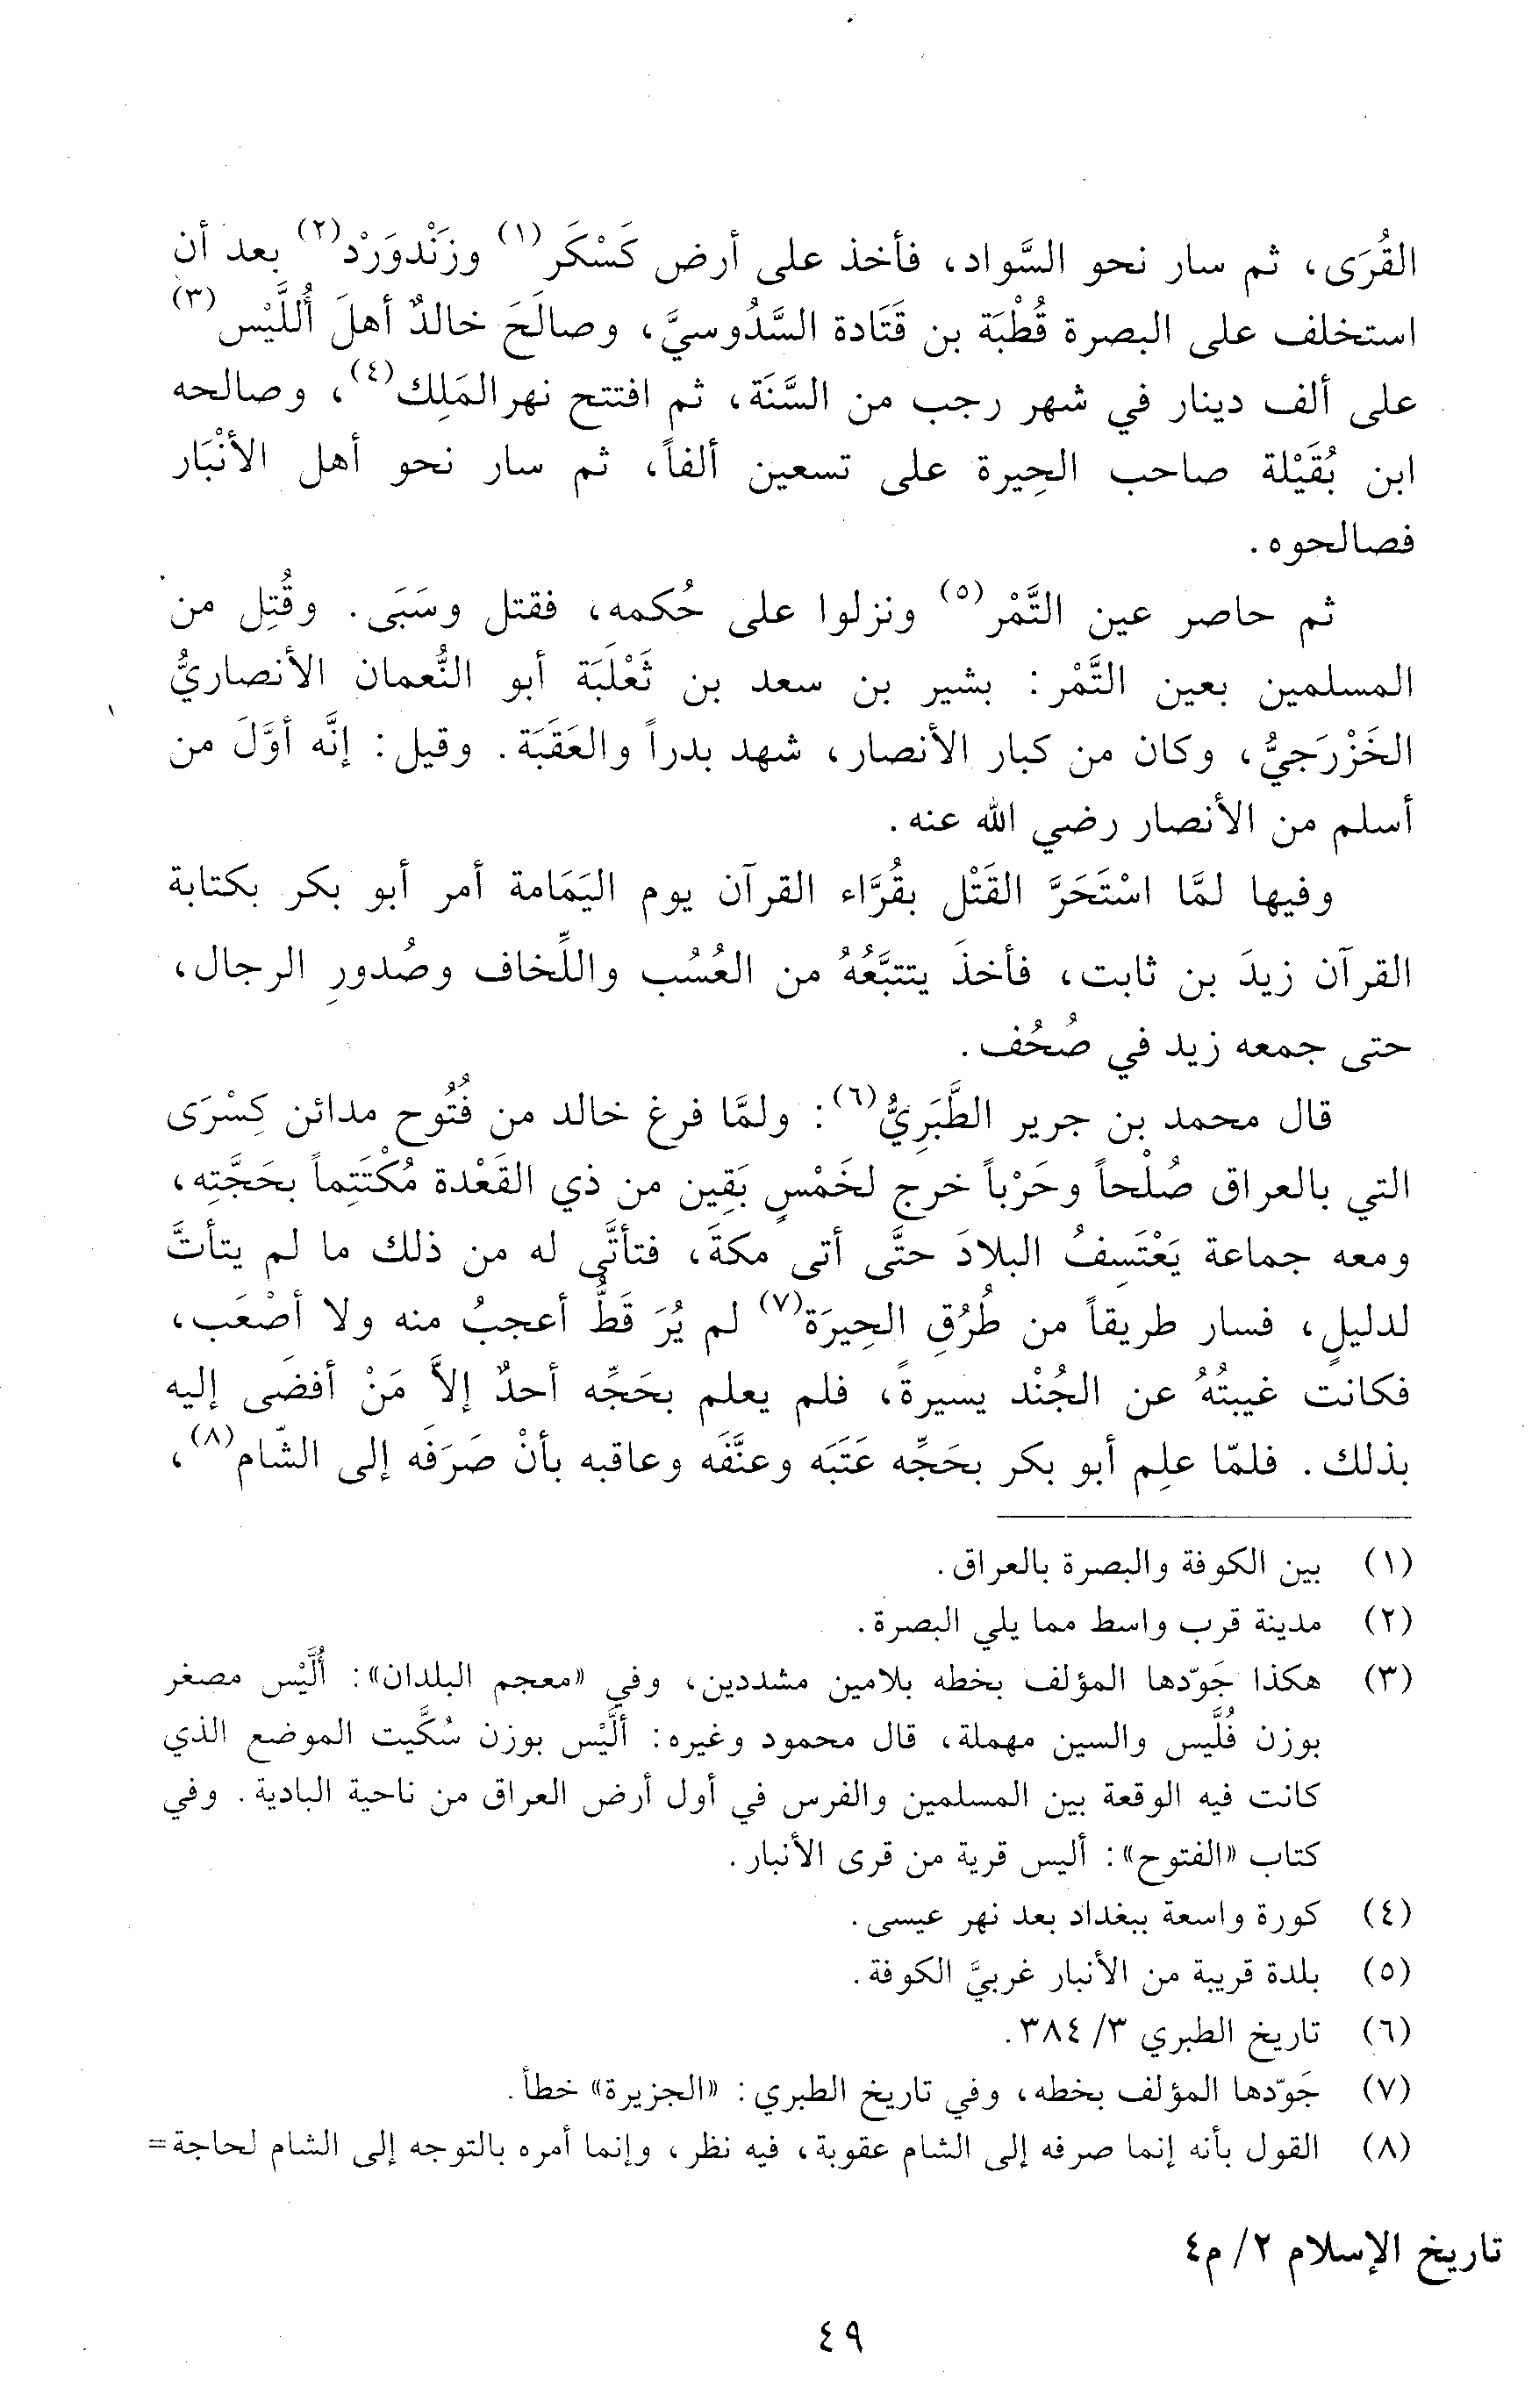 القُرَى، ثم سار نحو السَّواد، فأخذ على أرض كَسْكَر(١) وزَنْدوَرْد(٢) بعد أن
استخلف على البصرة قُطْبَة بن قَتَادة السَّدُوسيَّ، وصالَحَ خالدٌ أهلَ أُللَّيْس(٣)
على ألف دينار في شهر رجب من السَّنَة، ثم افتتح نهر المَلِك(٤)، وصالحه
ابن بُقَيْلة صاحب الحِيرة على تسعين ألفاً، ثم سار نحو أهل الأنْبَار
فصالحوه.
ثم حاصر عين التَّمْر(٥) ونزلوا على حُكمه، فقتل وسَبَى. وقُتِل من
المسلمين بعين التَّمْر: بشير بن سعد بن ثَعْلَبَة أبو النُّعمان الأنصاريُّ
الخَزْرَجيُّ، وكان من كبار الأنصار، شهد بدراً والعَقَبَة. وقيل: إنَّه أوَّلَ من
أسلم من الأنصار رضي الله عنه.
وفيها لمَّا اسْتَحَرَّ القَتْل بقُرَّاء القرآن يوم اليَمَامة أمر أبو بكر بكتابة
القرآن زيدَ بن ثابت، فأخذَ يتتبَّعُهُ من العُسُب واللِّخاف وصُدورِ الرجال،
حتى جمعه زيد في صُحُف.
قال محمد بن جرير الطَّبَرِيُّ(٦): ولمَّا فرغ خالد من فُتُوح مدائن كِسْرَى
التي بالعراق صُلْحاً وحَرْباً خرج لخَمْسٍ بَقِين من ذي القَعْدة مُكْتَتِماً بحَجَّتِه،
ومعه جماعة يَعْتَسِفُ البلادَ حتَّى أتى مكةَ، فتأتَّى له من ذلك ما لم يتأتَّ
لدليلٍ، فسار طريقاً من طُرُقِ الحِيرَة(٧) لم يُرَ قَطُّ أعجبُ منه ولا أصْعَب،
فكانت غيبتُهُ عن الجُنْد يسيرةً، فلم يعلم بحَجِّه أحدٌ إلاَّ مَنْ أفضَى إليه
بذلك. فلمّا علِم أبو بكر بحَجِّه عَتَبَه وعنَّفَه وعاقبه بأنْ صَرَفَه إلى الشّام(٨)،
(١) بين الكوفة والبصرة بالعراق.
(٢) مدينة قرب واسط مما يلي البصرة.
(٣) هكذا جَوّدها المؤلف بخطه بلامين مشددين، وفي «معجم البلدان»: أُلَّيْس مصغر
بوزن فُلَّيس والسين مهملة، قال محمود وغيره: أَلَّيْس بوزن سُكَّيت الموضع الذي
كانت فيه الوقعة بين المسلمين والفرس في أول أرض العراق من ناحية البادية. وفي
كتاب «الفتوح»: أليس قرية من قرى الأنبار.
(٤) كورة واسعة ببغداد بعد نهر عيسى.
(٥) بلدة قريبة من الأنبار غربيَّ الكوفة.
(٦) تاريخ الطبري ٣/ ٣٨٤.
(٧) جَوّدها المؤلف بخطه، وفي تاريخ الطبري: «الجزيرة» خطأ.
(٨) القول بأنه إنما صرفه إلى الشام عقوبة، فيه نظر، وإنما أمره بالتوجه إلى الشام لحاجة=
تاريخ الإسلام ٢/ م٤
٤٩